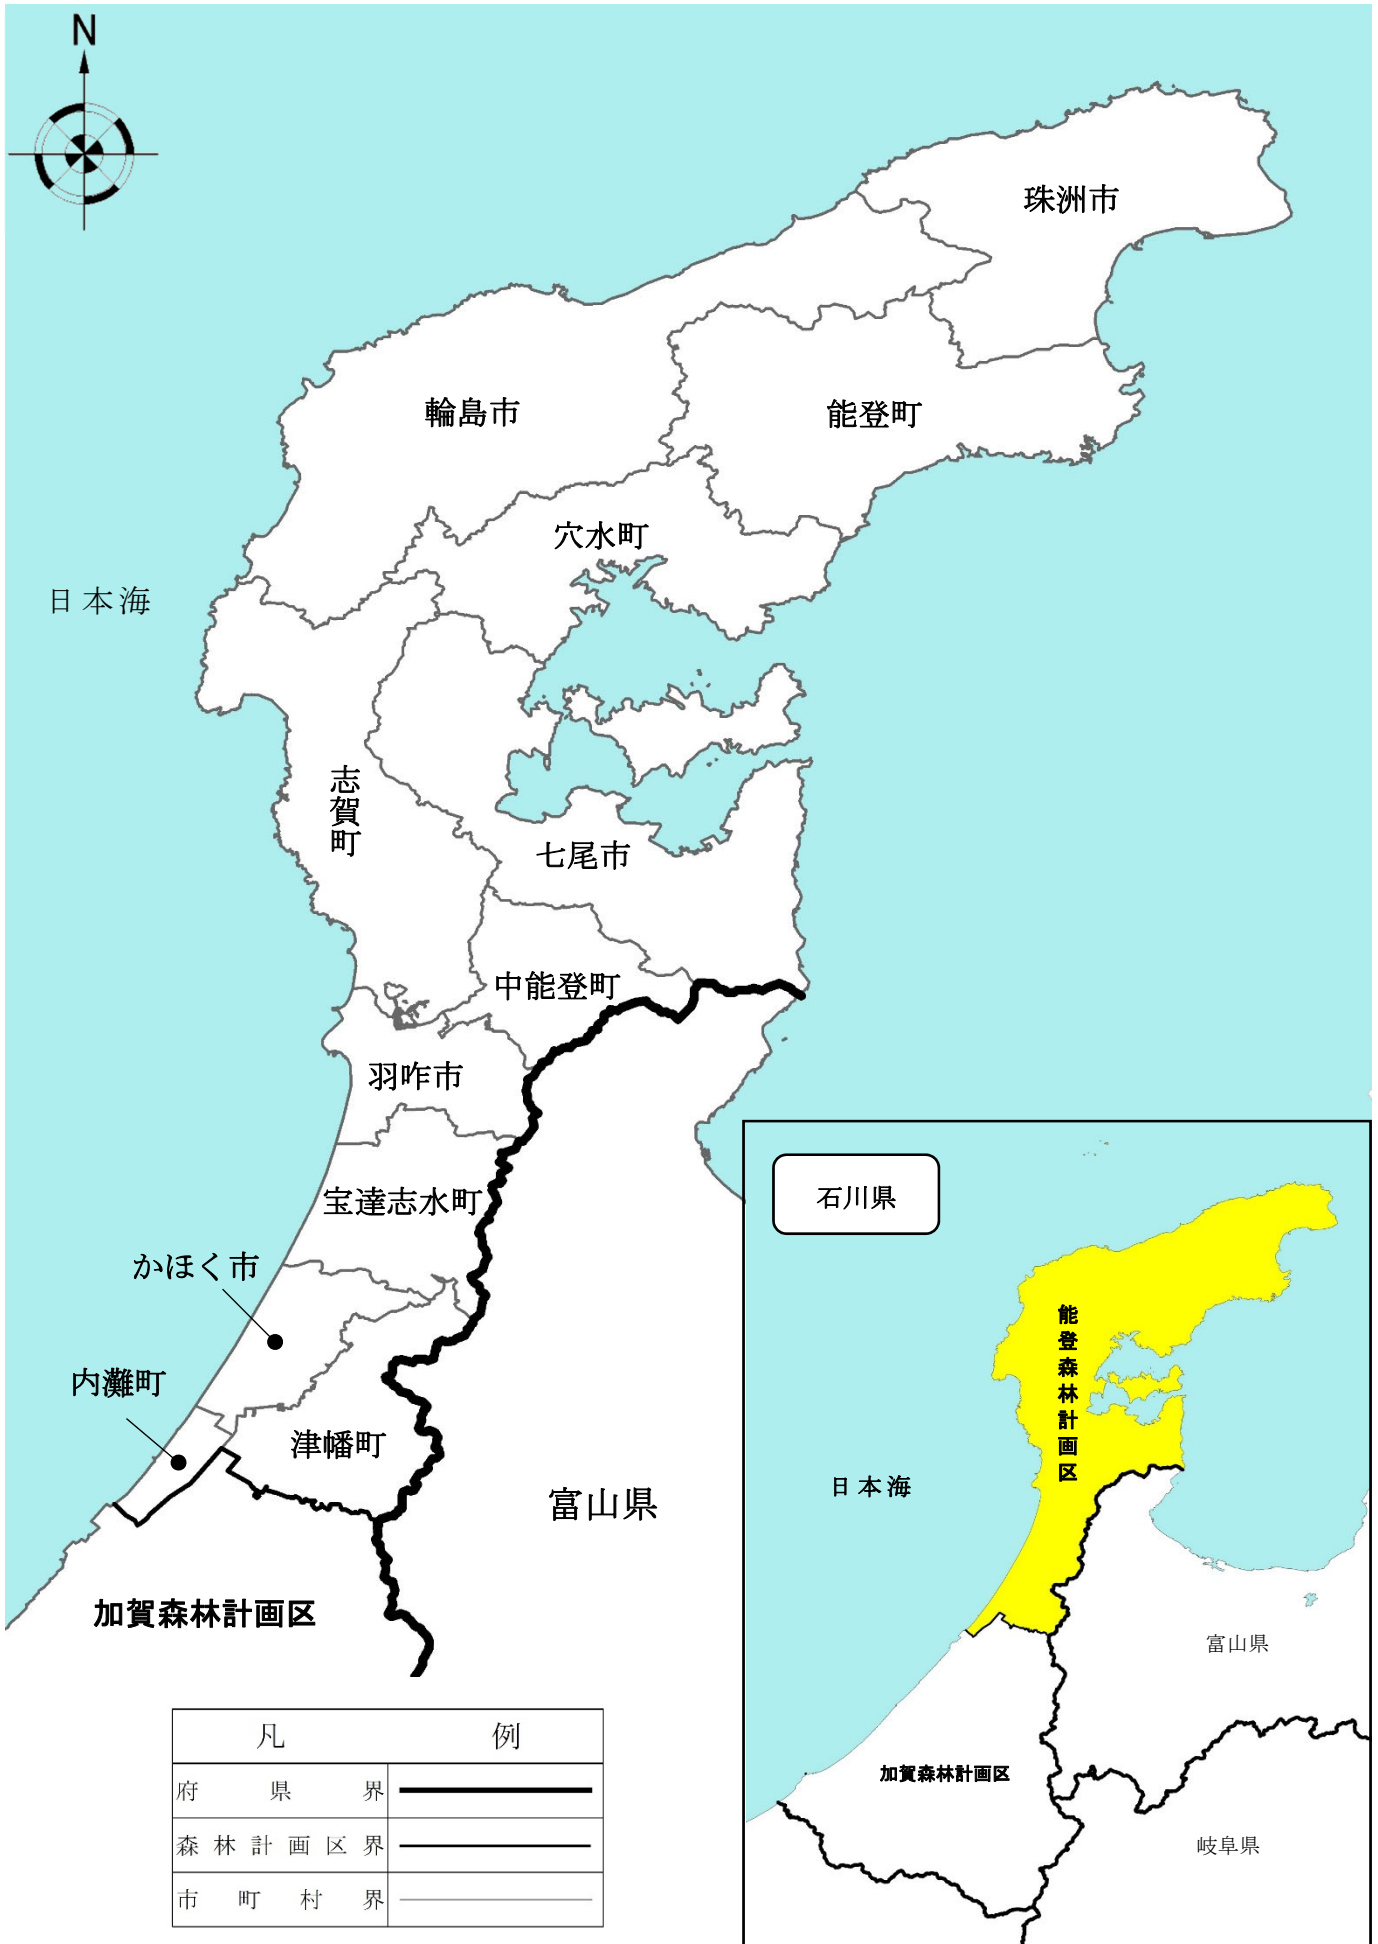 N
珠洲市
輪島市
能登町
穴水町
日本海
志賀町
七尾市
中能登町
羽咋市
宝達志水町
かほく市
内灘町
津幡町
富山県
加賀森林計画区
凡例
府県界
森林計画区界
市町村界
石川県
能登森林計画区
日本海
富山県
加賀森林計画区
岐阜県